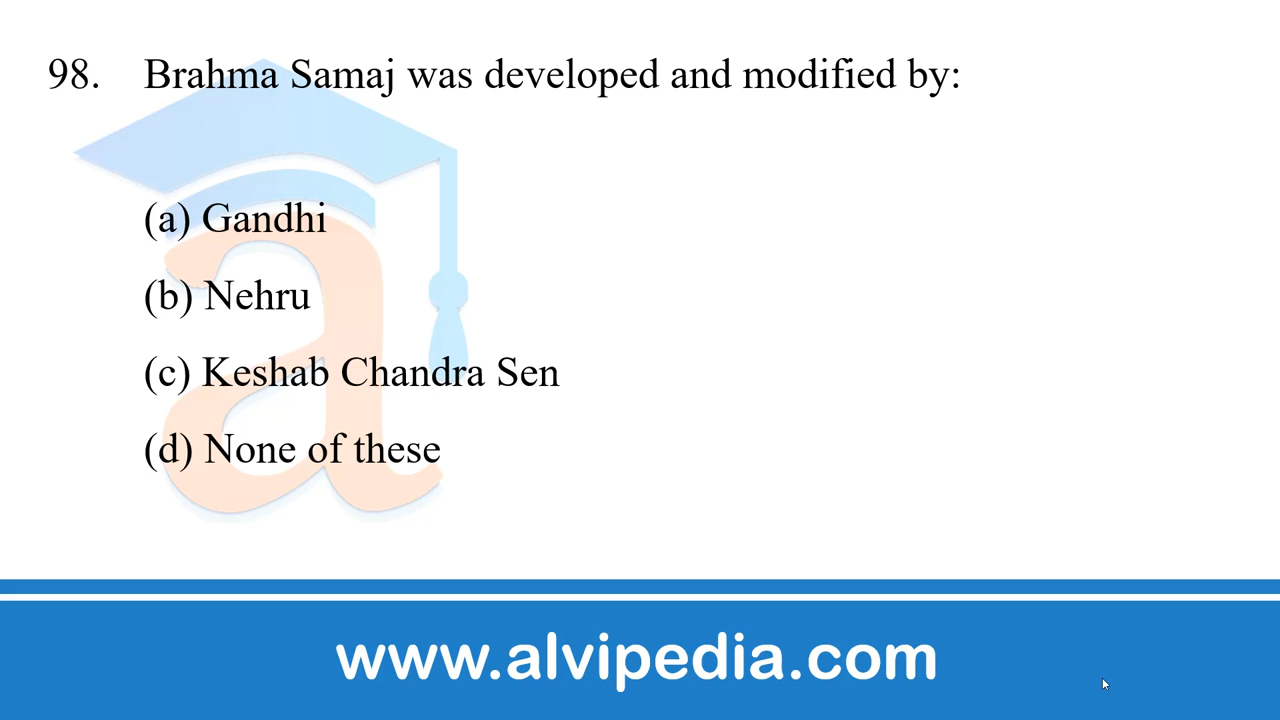 98. Brahma Samaj was developed and modified by:
(a) Gandhi
(b) Nehru
(c) Keshab Chandra Sen
(d) None of these
www.alvipedia.com